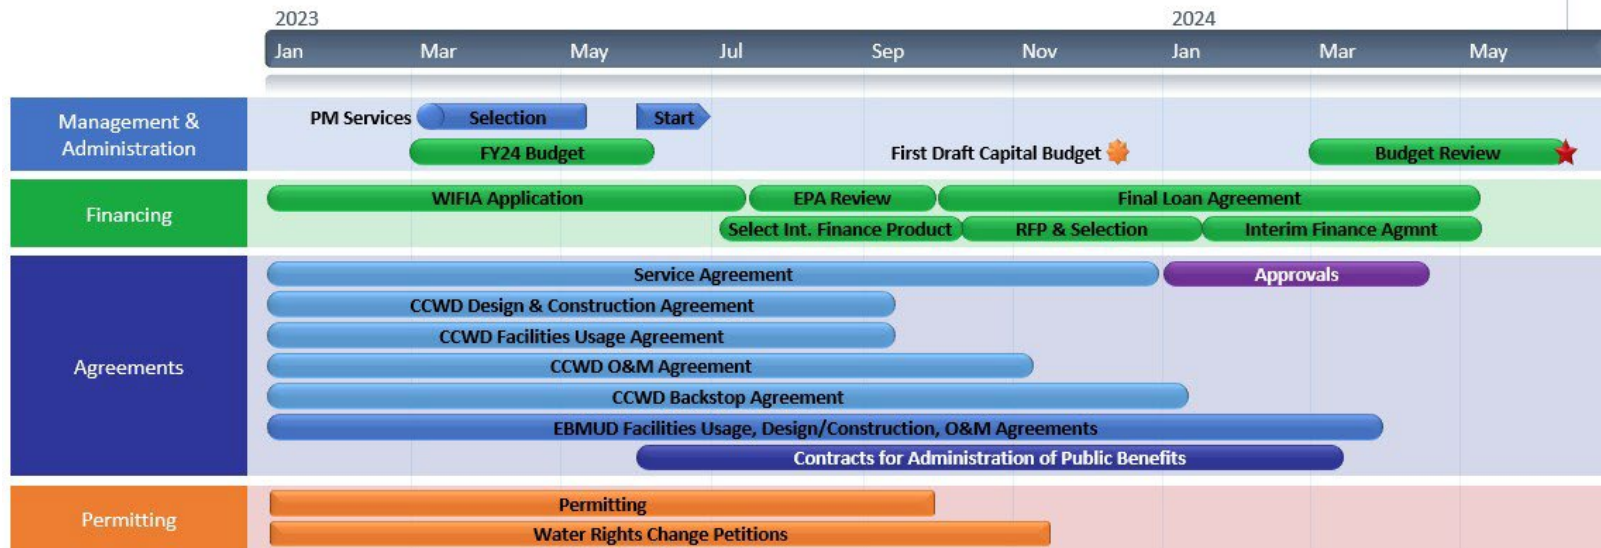 2023 2024
Jan Mar May Jul Sep Nov Jan Mar May
Management &
Administration
PM Services Selection Start
FY24 Budget First Draft Capital Budget Budget Review
Financing
WIFIA Application EPA Review Final Loan Agreement
Select Int. Finance Product RFP & Selection Interim Finance Agmnt
Agreements
Service Agreement Approvals
CCWD Design & Construction Agreement
CCWD Facilities Usage Agreement
CCWD O&M Agreement
CCWD Backstop Agreement
EBMUD Facilities Usage, Design/Construction, O&M Agreements
Contracts for Administration of Public Benefits
Permitting
Permitting
Water Rights Change Petitions